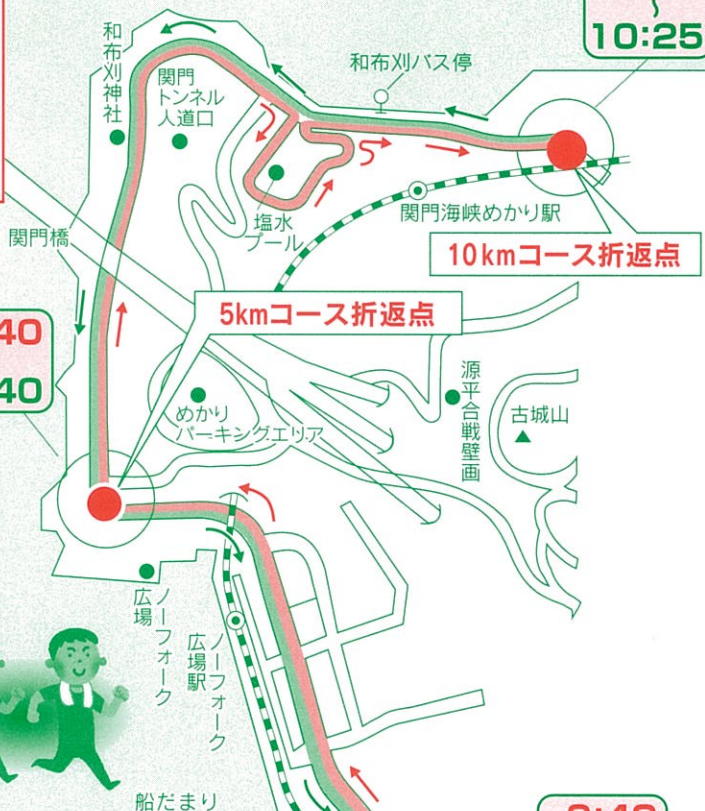 〜
10:25
和布刈神社
関門
トンネル
人道口
和布刈バス停
塩水
プール
関門海峡めかり駅
10kmコース折返点
関門橋
5kmコース折返点
40
40
めかり
パーキングエリア
源平合戦壁画
古城山
ノーフォーク
広場
ノーフォーク
広場駅
船だまり